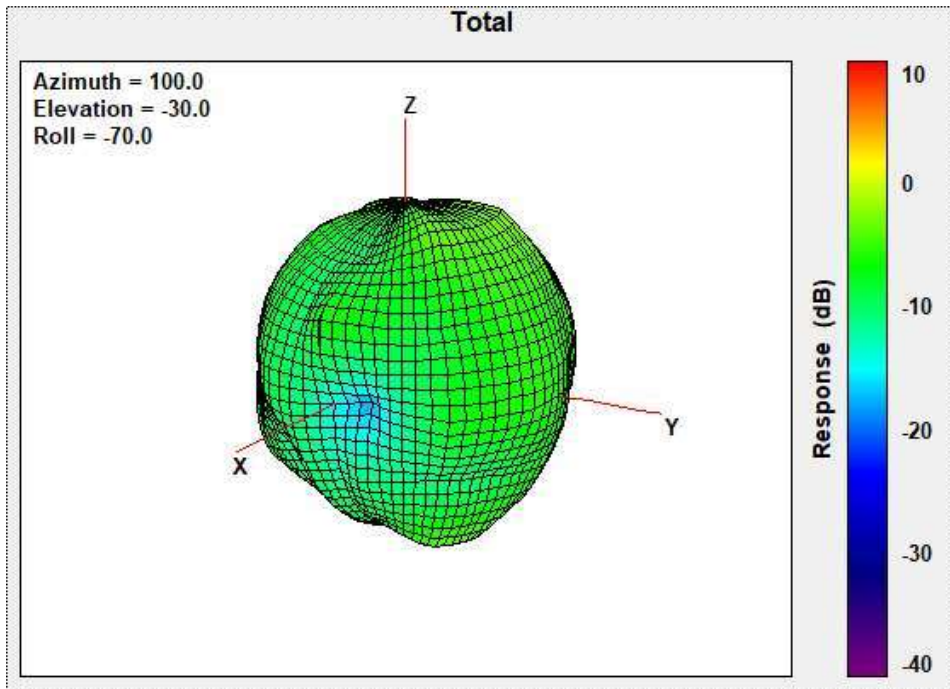 Total
Azimuth = 100.0
Elevation = -30.0
Roll = -70.0
Z
Y
X
10
0
-10
-20
-30
-40
Response (dB)